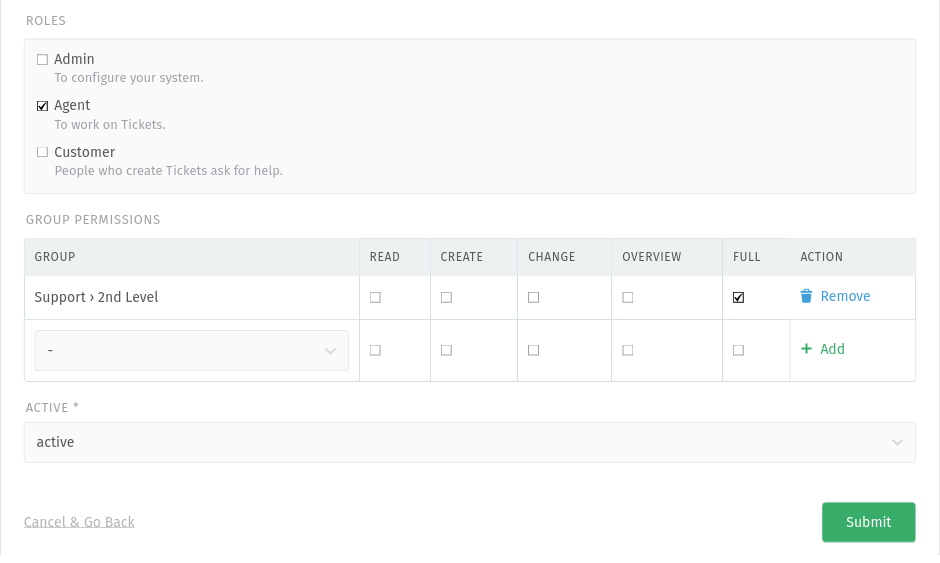 ROLES
Admin
To configure your system.
Agent
To work on Tickets.
Customer
People who create Tickets ask for help.
GROUP PERMISSIONS
GROUP READ CREATE CHANGE OVERVIEW FULL ACTION
Support › 2nd Level Remove
- Add
ACTIVE *
active
Cancel & Go Back Submit